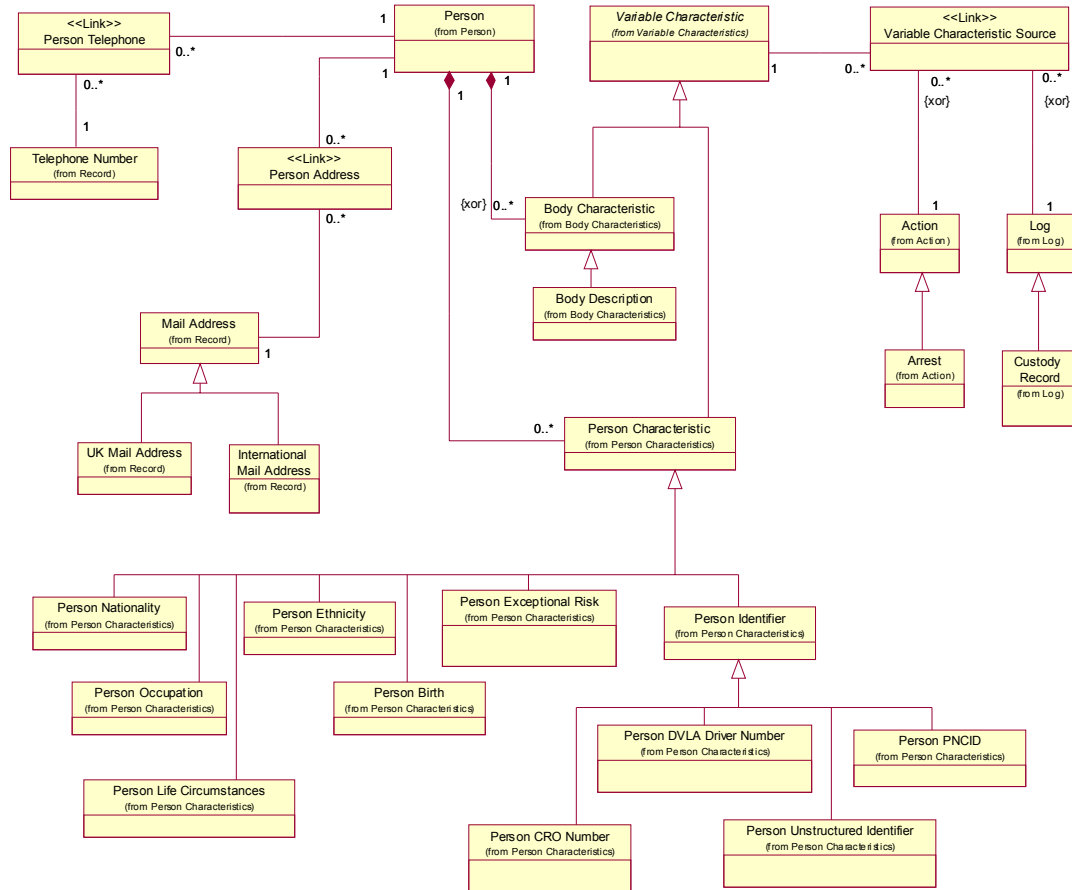 <<Link>>
Person Telephone
1
0..*
Person
(from Person)
1
1
1
Variable Characteristic
(from Variable Characteristics)
1
0..*
<<Link>>
Variable Characteristic Source
0..*
{xor}
0..*
{xor}
0..*
1
Telephone Number
(from Record)
0..*
<<Link>>
Person Address
0..*
{xor}
0..*
Body Characteristic
(from Body Characteristics)
Body Description
(from Body Characteristics)
1
Action
(from Action)
1
Log
(from Log)
Arrest
(from Action)
Custody
Record
(from Log)
Mail Address
(from Record)
1
UK Mail Address
(from Record)
International
Mail Address
(from Record)
0..*
Person Characteristic
(from Person Characteristics)
Person Nationality
(from Person Characteristics)
Person Ethnicity
(from Person Characteristics)
Person Exceptional Risk
(from Person Characteristics)
Person Identifier
(from Person Characteristics)
Person Occupation
(from Person Characteristics)
Person Birth
(from Person Characteristics)
Person DVLA Driver Number
(from Person Characteristics)
Person PNCID
(from Person Characteristics)
Person Life Circumstances
(from Person Characteristics)
Person CRO Number
(from Person Characteristics)
Person Unstructured Identifier
(from Person Characteristics)